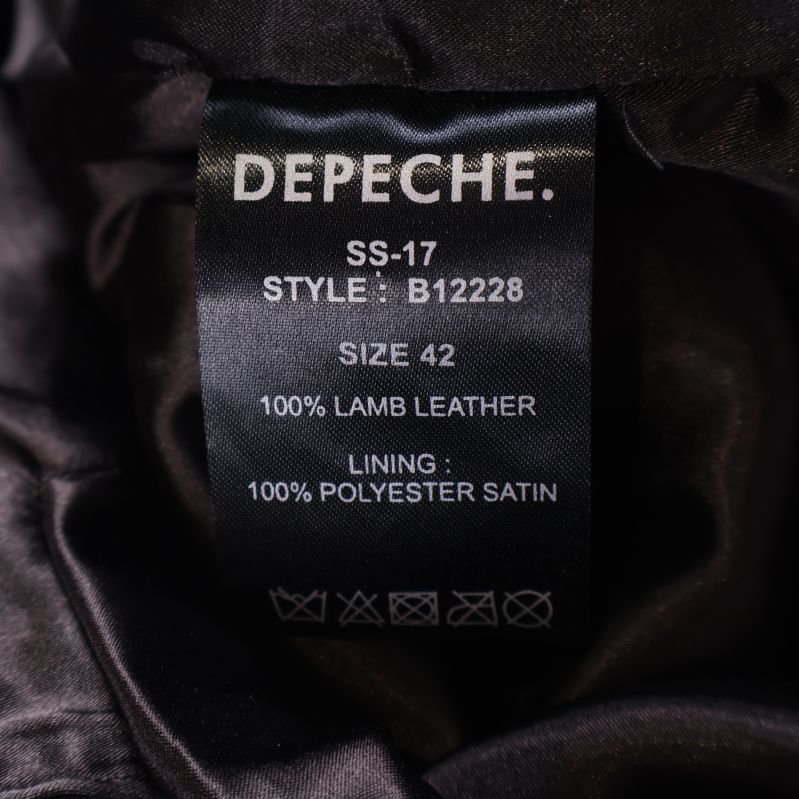 DEPECHE.
SS-17
STYLE : B12228
SIZE 42
100% LAMB LEATHER
LINING :
100% POLYESTER SATIN